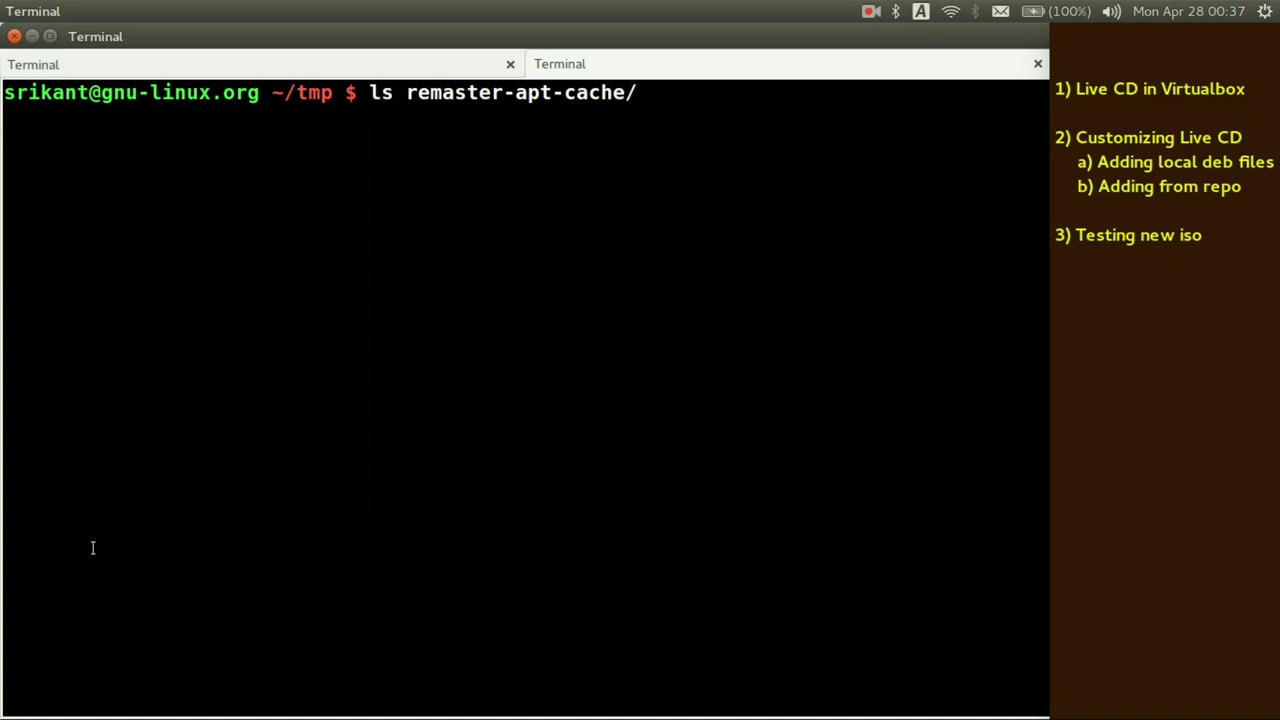 Terminal
(100%)
Mon Apr 28 00:37
Terminal
Terminal
Terminal
srikant@gnu-linux.org ~/tmp $ ls remaster-apt-cache/
1) Live CD in Virtualbox
2) Customizing Live CD
a) Adding local deb files
b) Adding from repo
3) Testing new iso
A